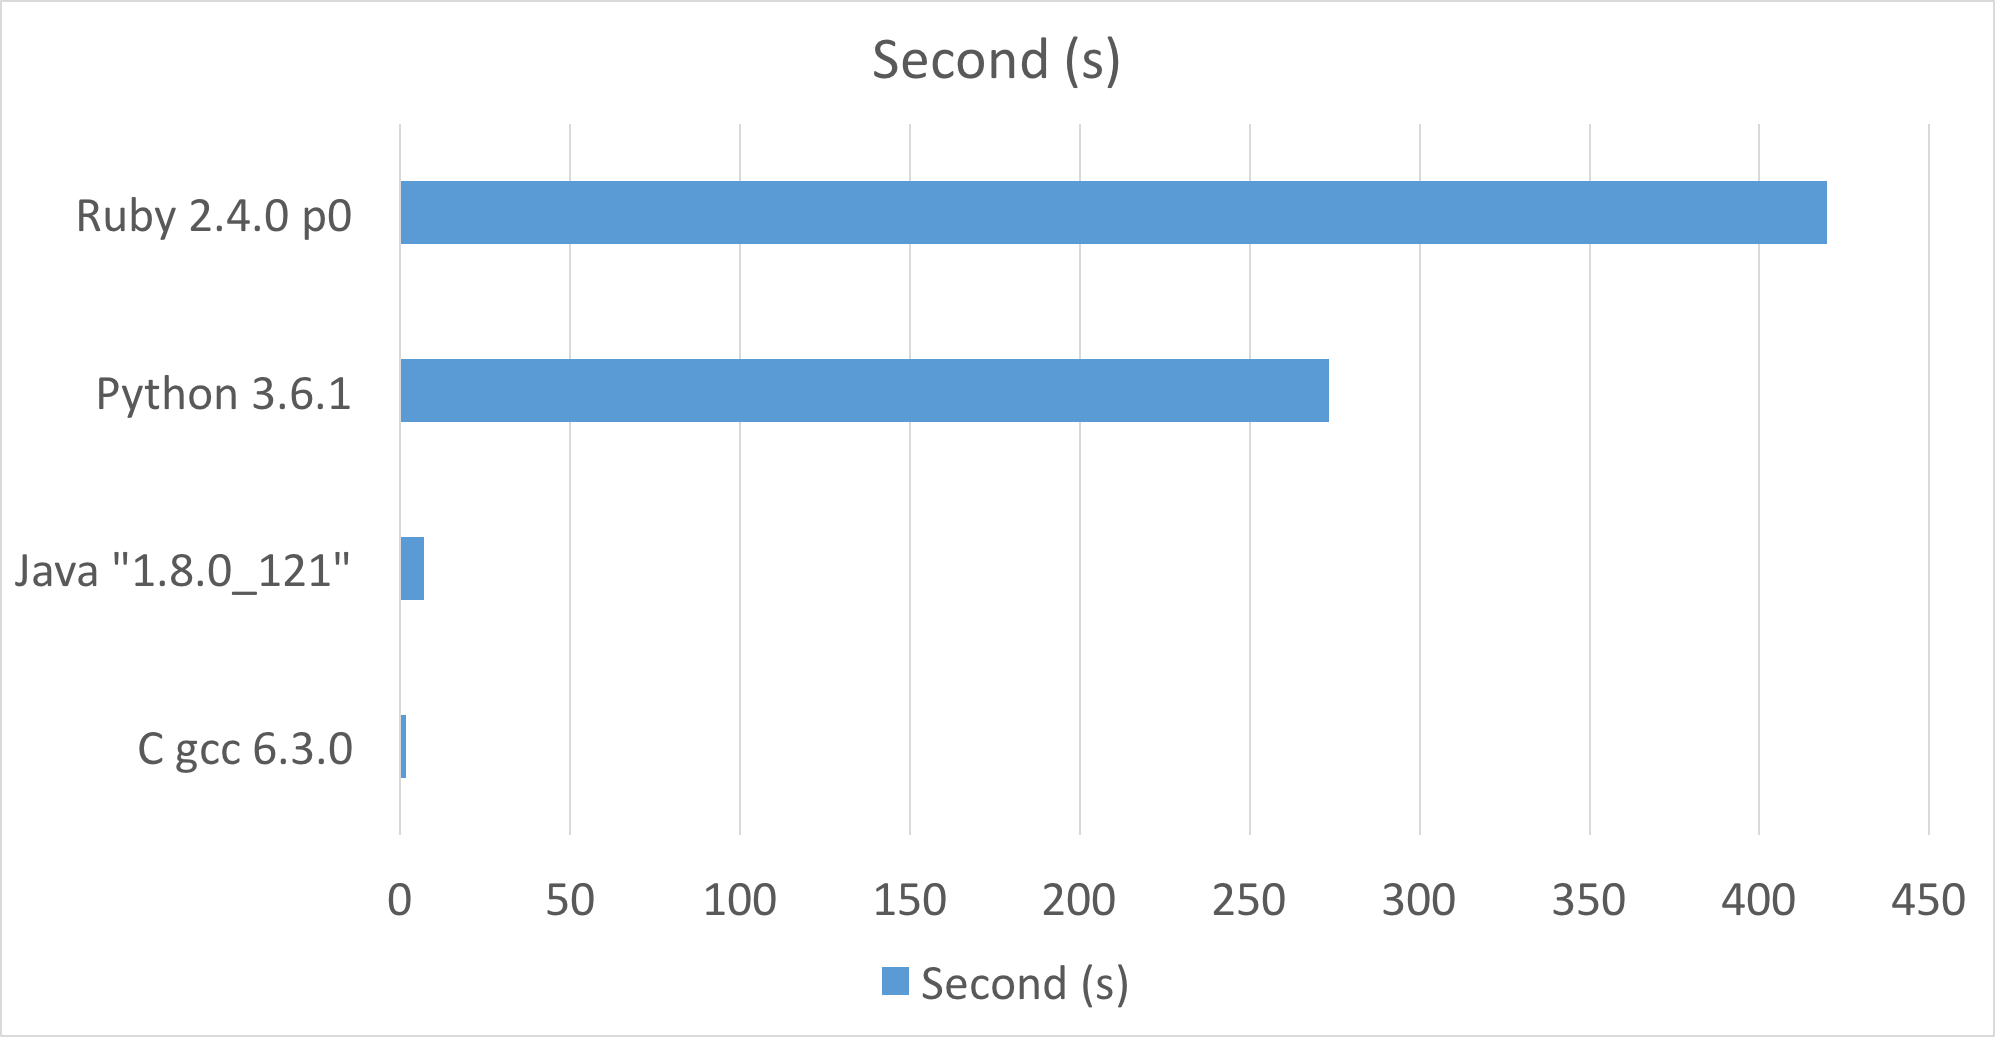 Second (s)
Ruby 2.4.0 p0
Python 3.6.1
Java "1.8.0_121"
C gcc 6.3.0
0 50 100 150 200 250 300 350 400 450
Second (s)